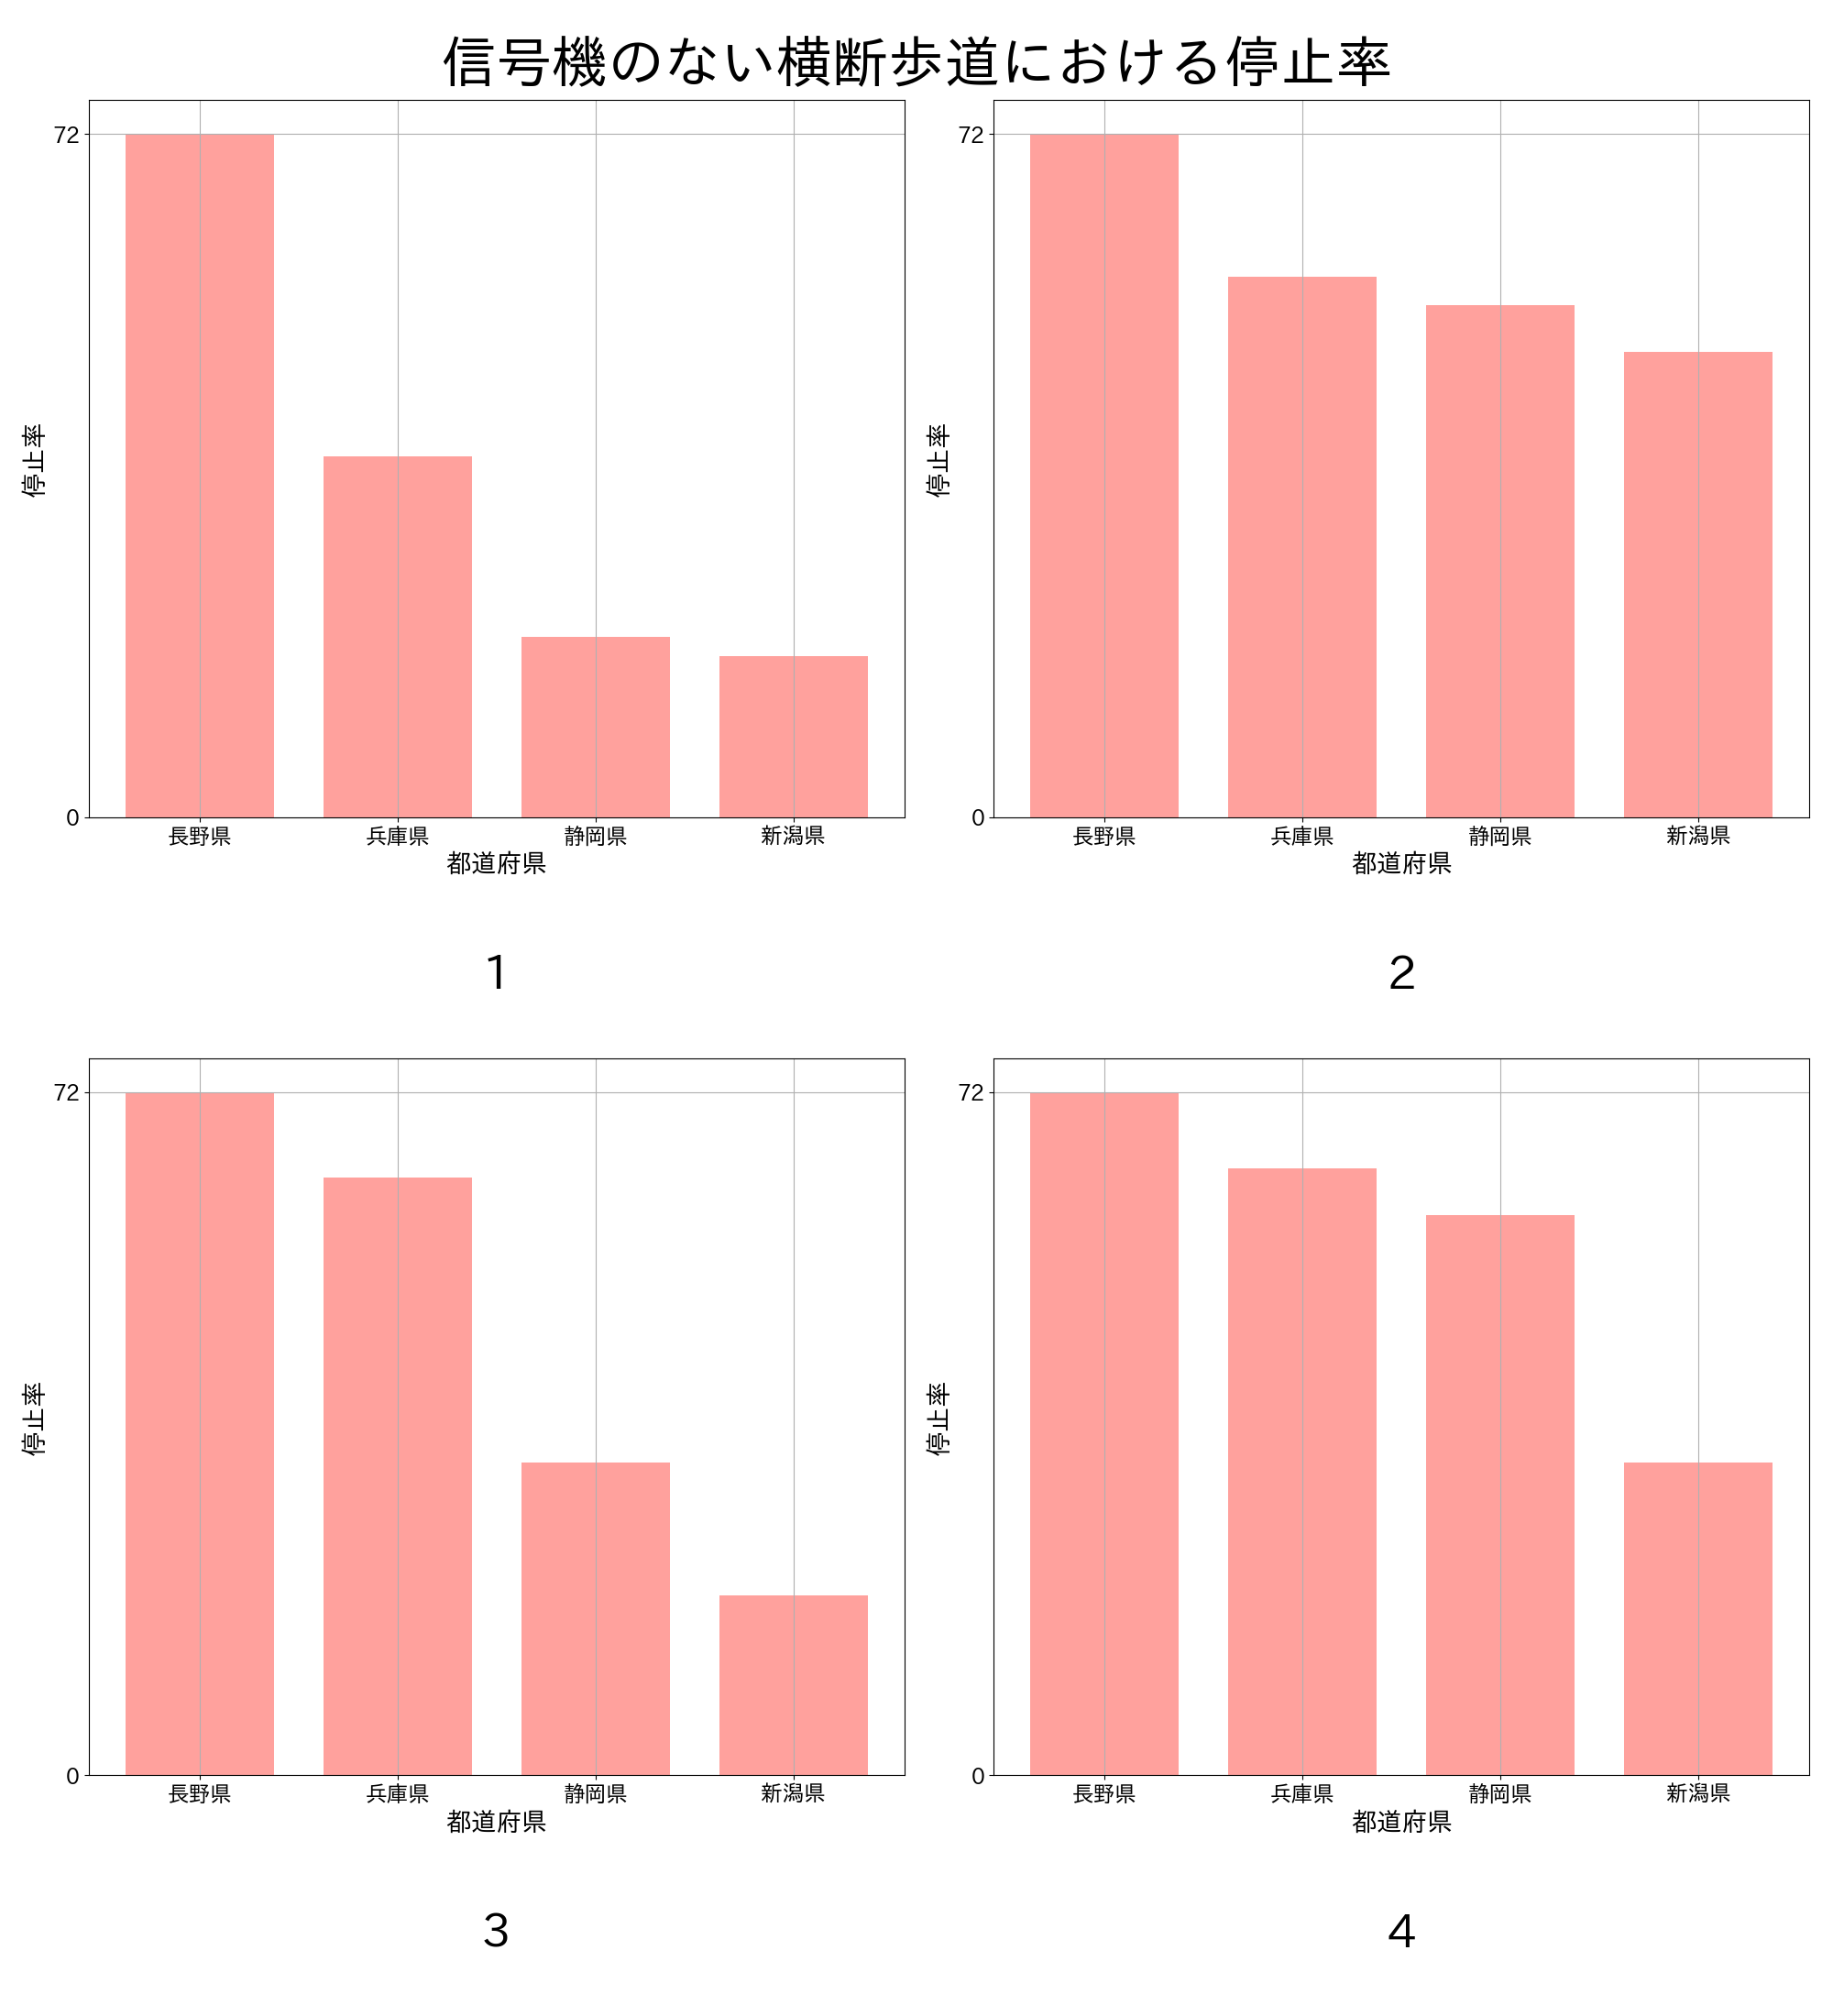 信号機のない横断歩道における停止率
72
0
停止率
長野県 兵庫県 静岡県 新潟県
都道府県
1
72
0
停止率
長野県 兵庫県 静岡県 新潟県
都道府県
2
72
0
停止率
長野県 兵庫県 静岡県 新潟県
都道府県
3
72
0
停止率
長野県 兵庫県 静岡県 新潟県
都道府県
4